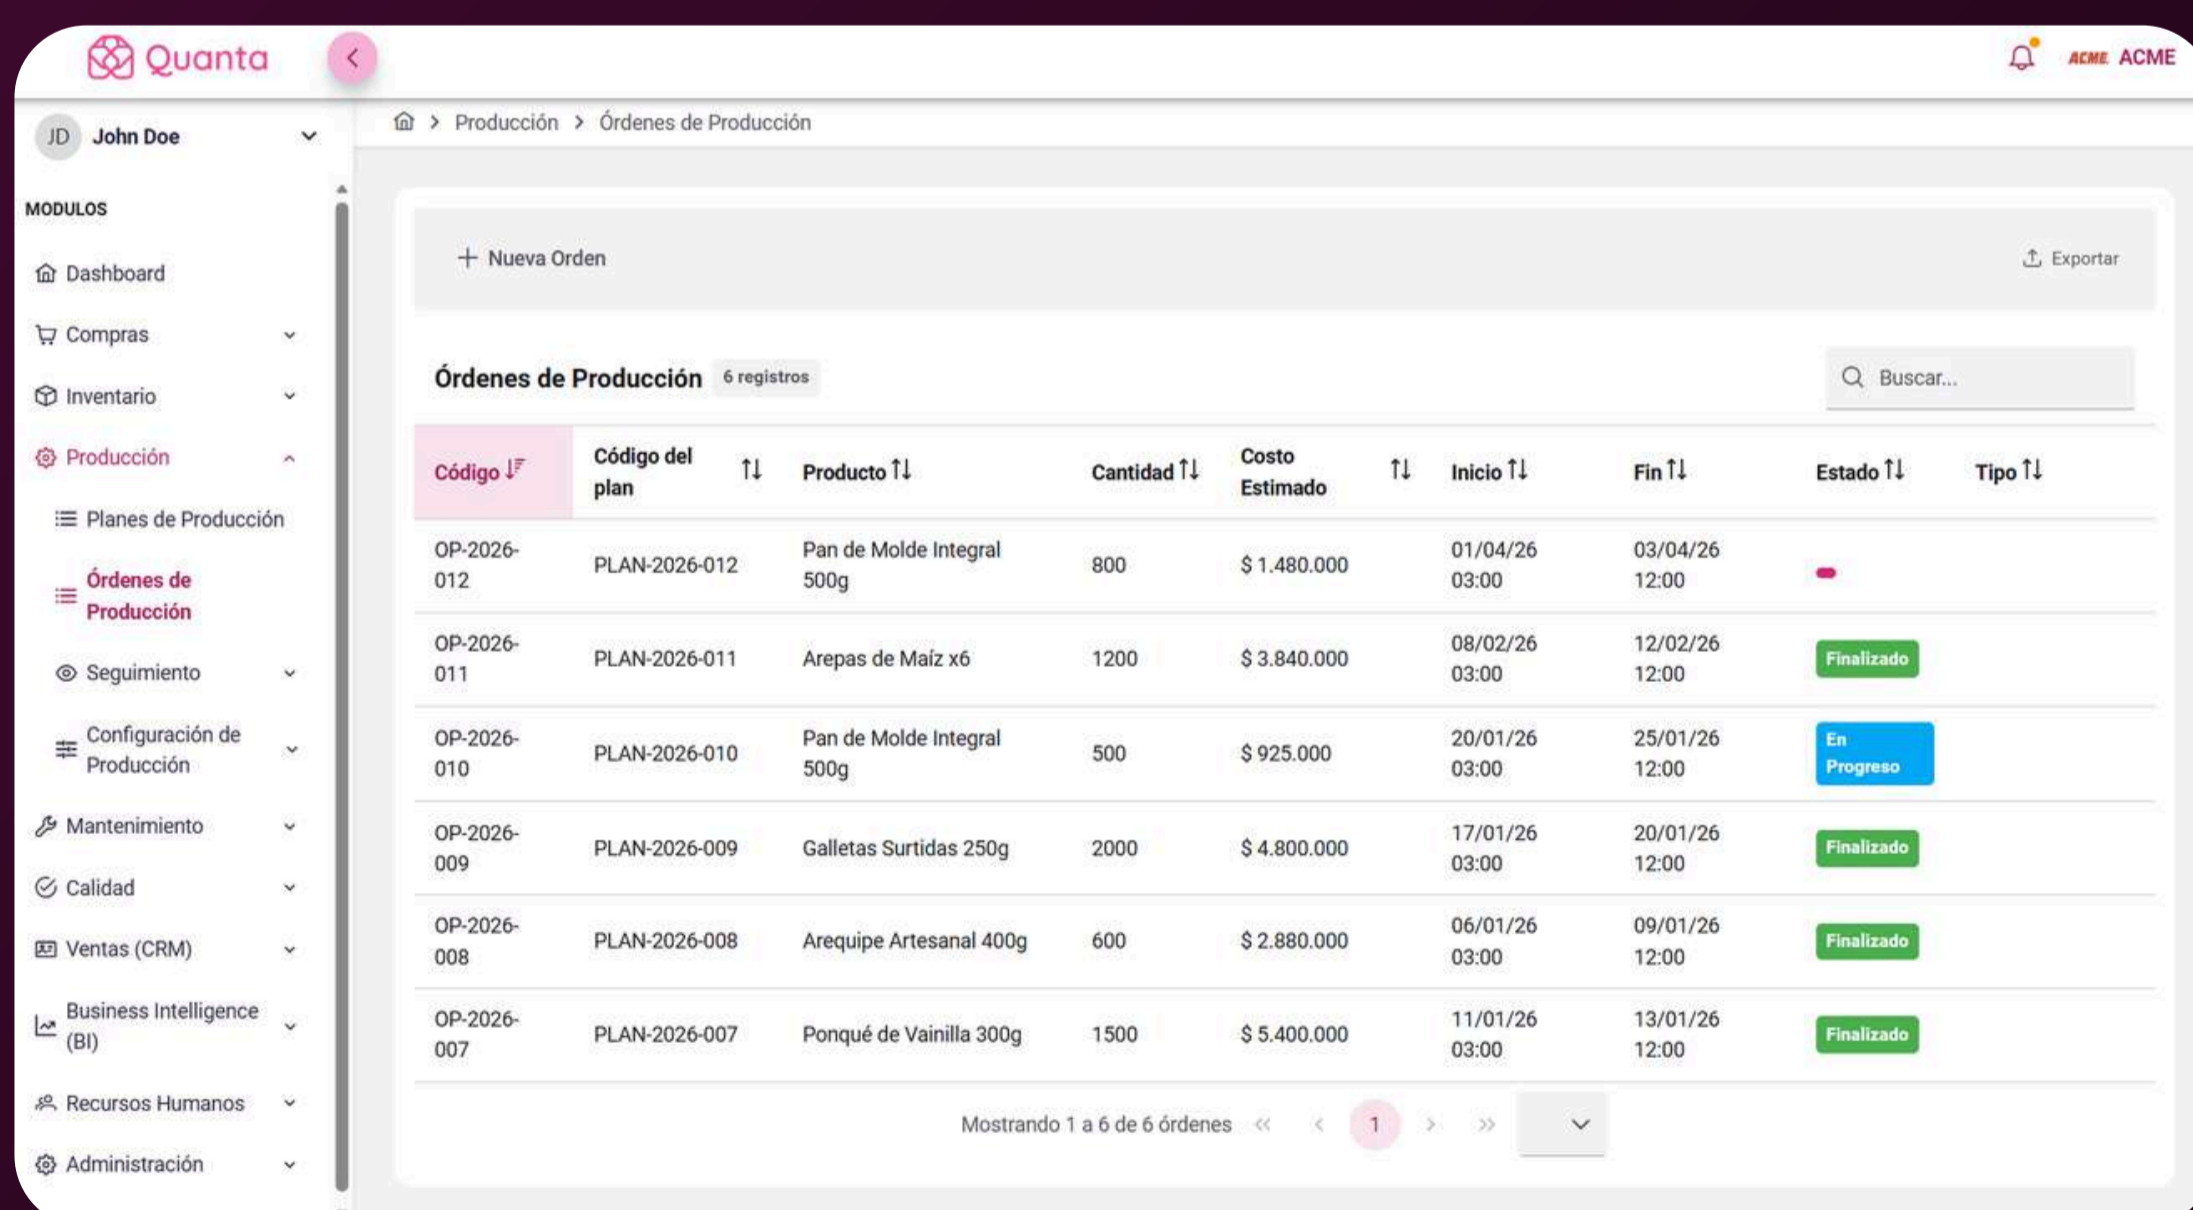 Quanta
ACME. ACME
JD John Doe
Producción > Órdenes de Producción
MODULOS
Dashboard
Compras
Inventario
Producción
Planes de Producción
Órdenes de
Producción
Seguimiento
Configuración de
Producción
Mantenimiento
Calidad
Ventas (CRM)
Business Intelligence
(BI)
Recursos Humanos
Administración
+ Nueva Orden
Exportar
Órdenes de Producción 6 registros
Buscar...
Código
Código del
plan
Producto
Cantidad
Costo
Estimado
Inicio
Fin
Estado
Tipo
OP-2026-
012
PLAN-2026-012
Pan de Molde Integral
500g
800
$ 1.480.000
01/04/26
03:00
03/04/26
12:00
OP-2026-
011
PLAN-2026-011
Arepas de Maíz x6
1200
$ 3.840.000
08/02/26
03:00
12/02/26
12:00
Finalizado
OP-2026-
010
PLAN-2026-010
Pan de Molde Integral
500g
500
$ 925.000
20/01/26
03:00
25/01/26
12:00
En
Progreso
OP-2026-
009
PLAN-2026-009
Galletas Surtidas 250g
2000
$ 4.800.000
17/01/26
03:00
20/01/26
12:00
Finalizado
OP-2026-
008
PLAN-2026-008
Arequipe Artesanal 400g
600
$ 2.880.000
06/01/26
03:00
09/01/26
12:00
Finalizado
OP-2026-
007
PLAN-2026-007
Ponqué de Vainilla 300g
1500
$ 5.400.000
11/01/26
03:00
13/01/26
12:00
Finalizado
Mostrando 1 a 6 de 6 órdenes « < 1 > »